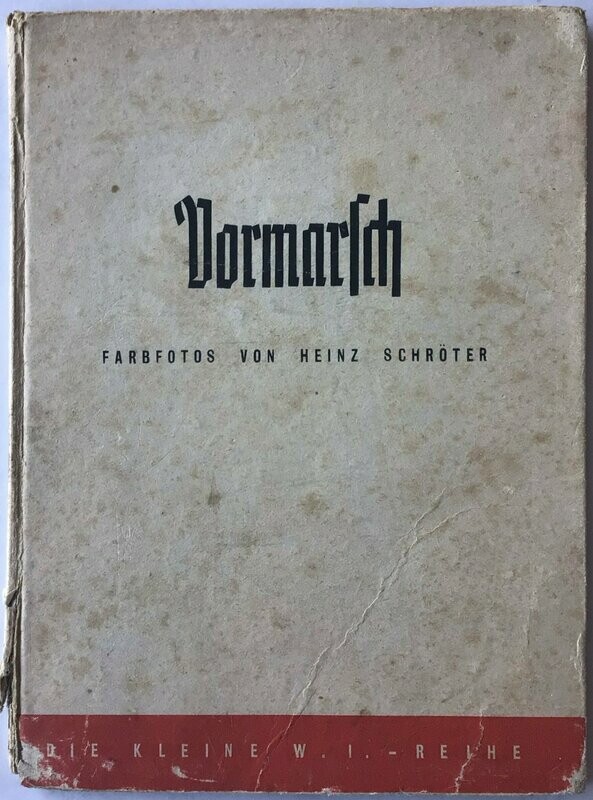 Vormarſch
FARBFOTOS VON HEINZ SCHRÖTER
DIE KLEINE W.I.-REIHE